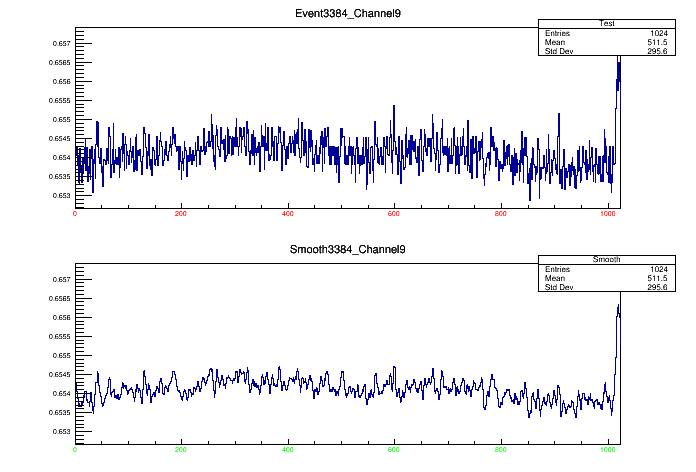 Event3384_Channel9
Test
Entries 1024
Mean 511.5
Std Dev 295.6
0.657
0.6565
0.656
0.6555
0.655
0.6545
0.654
0.6535
0.653
0 200 400 600 800 1000
Smooth3384_Channel9
Smooth
Entries 1024
Mean 511.5
Std Dev 295.6
0.657
0.6565
0.656
0.6555
0.655
0.6545
0.654
0.6535
0.653
0 200 400 600 800 1000